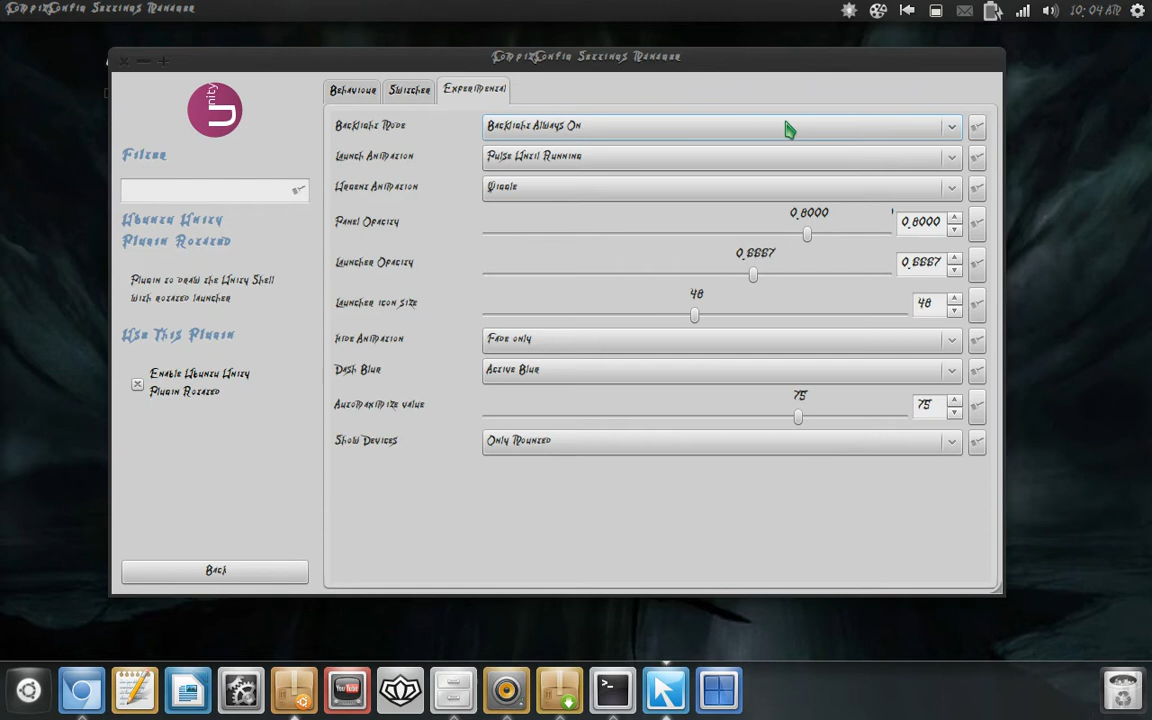 CompizConfig Settings Manager
10:04 AM
CompizConfig Settings Manager
Unity
Behaviour Switcher Experimental
Filter
Ubuntu Unity
Plugin Rotated
Plugin to draw the Unity Shell
with rotated launcher
Use This Plugin
Enable Ubuntu Unity
Plugin Rotated
Back
Backlight Mode Backlight Always On
Launch Animation Pulse Until Running
Urgent Animation Wiggle
Panel Opacity 0.8000 0.8000
Launcher Opacity 0.6667 0.6667
Launcher icon size 48 48
Hide Animation Fade only
Dash Blur Active Blur
Automaximize value 75 75
Show Devices Only Mounted
YouTube
>_